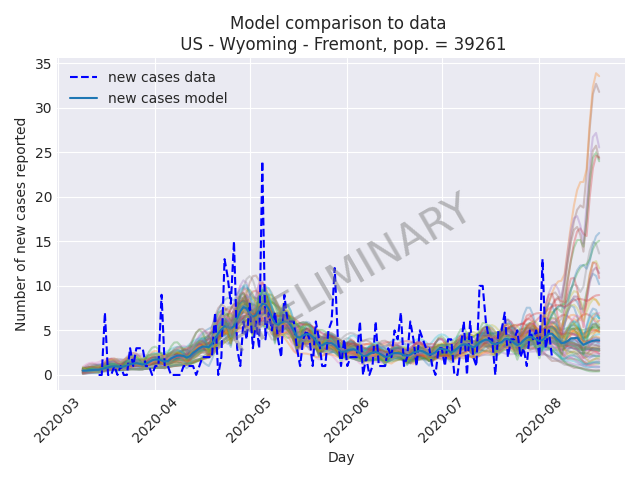 Model comparison to data
US - Wyoming - Fremont, pop. = 39261
new cases data
new cases model
Number of new cases reported
35
30
25
20
15
10
5
0
2020-03
2020-04
2020-05
2020-06
2020-07
2020-08
Day